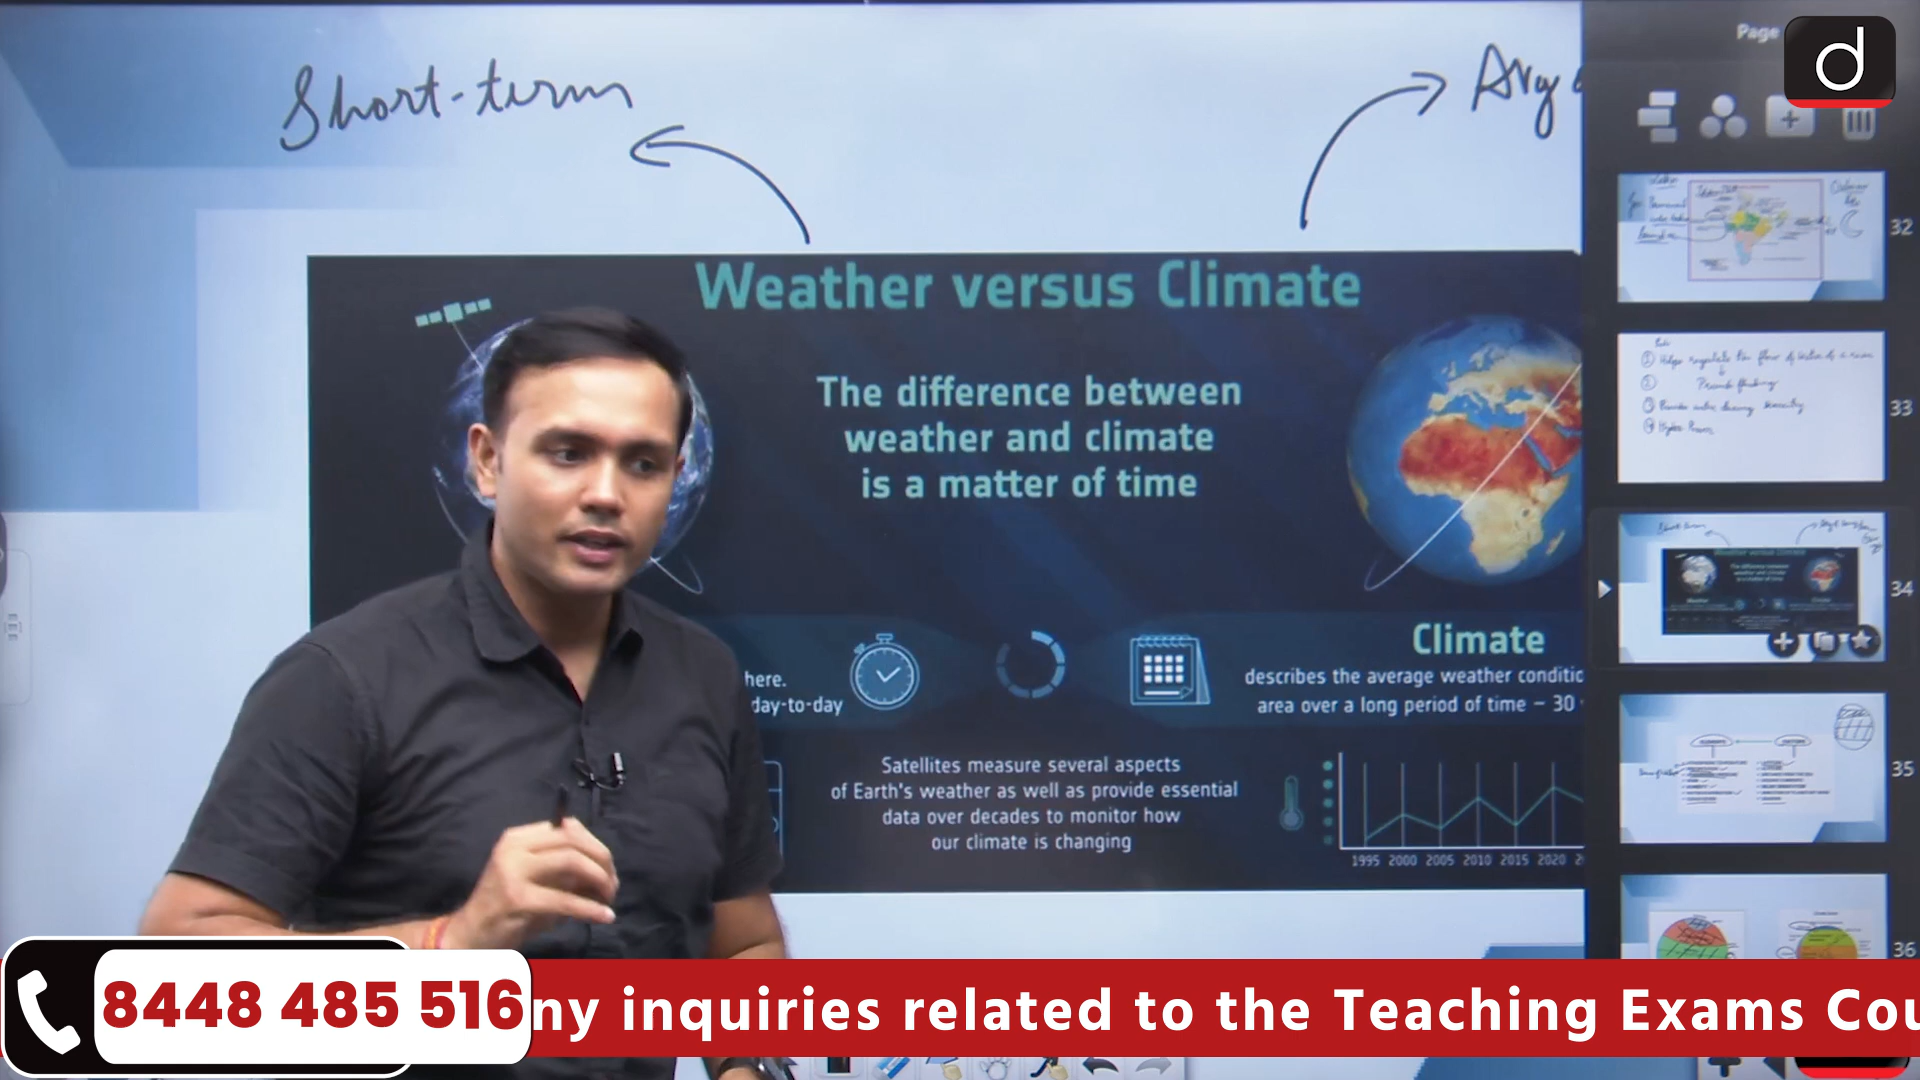 Short-term
Avg
Page
d
Weather versus Climate
The difference between
weather and climate
is a matter of time
here.
day-to-day
Climate
describes the average weather conditio
area over a long period of time – 30
Satellites measure several aspects
of Earth's weather as well as provide essential
data over decades to monitor how
our climate is changing
1995 2000 2005 2010 2015 2020 2
32
33
34
35
36
8448 485 516
ny inquiries related to the Teaching Exams Cou